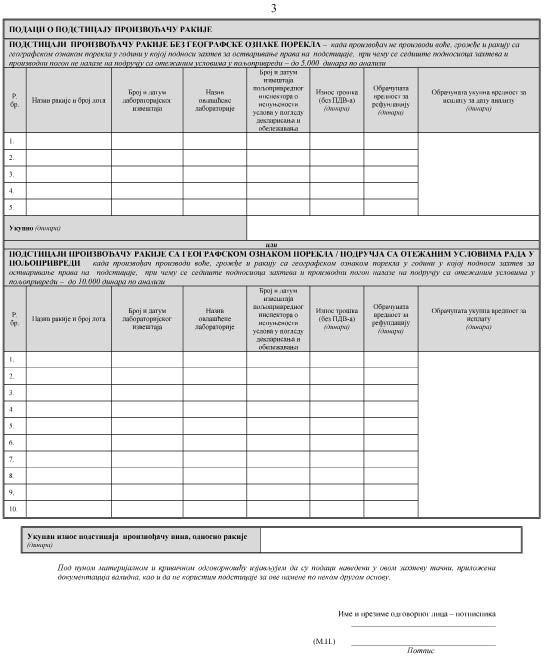 3
ПОДАЦИ О ПОДСТИЦАЈУ ПРОИЗВОЂАЧУ РАКИЈЕ
ПОДСТИЦАЈИ ПРОИЗВОЂАЧУ РАКИЈЕ БЕЗ ГЕОГРАФСКЕ ОЗНАКЕ ПОРЕКЛА – када произвођач не производи воће, грожђе и ракију са
географском ознаком порекла у години у којој подноси захтев за остваривање права на подстицаје, при чему се седиште подносиоца захтева и
производни погон не налазе на подручју са отежаним условима у пољопривреди – до 5.000 динара по анализи
Р. бр.
Назив ракије и број лота
Број и датум
лабораторијског
извештаја
Назив
овлашћене
лабораторије
Број и датум
извештаја
пољопривредног
инспектора о
испуњености
услова у погледу
декларисања и
обележавања
Износ трошка
(без ПДВ-а)
(динара)
Обрачуната
вредност за
рефундацију
(динара)
Обрачуната укупна вредност за
исплату за дату анализу
(динара)
1.
2.
3.
4.
5.
Укупно (динара)
или
ПОДСТИЦАЈИ ПРОИЗВОЂАЧУ РАКИЈЕ СА ГЕОГРАФСКОМ ОЗНАКОМ ПОРЕКЛА / ПОДРУЧЈА СА ОТЕЖАНИМ УСЛОВИМА РАДА У
ПОЉОПРИВРЕДИ када произвођач производи воће, грожђе и ракију са географском ознаком порекла у години у којој подноси захтев за
остваривање права на подстицаје, при чему се седиште подносиоца захтева и производни погон налазе на подручју са отежаним условима у
пољопривреди – до 10.000 динара по анализи
Р. бр.
Назив ракије и број лота
Број и датум
лабораторијског
извештаја
Назив
овлашћене
лабораторије
Број и датум
извештаја
пољопривредног
инспектора о
испуњености
услова у погледу
декларисања и
обележавања
Износ трошка
(без ПДВ-а)
(динара)
Обрачуната
вредност за
рефундацију
(динара)
Обрачуната укупна вредност за
исплату
(динара)
1.
2.
3.
4.
5.
6.
7.
8.
9.
10.
Укупан износ подстицаја произвођачу вина, односно ракије
(динара)
Под пуном материјалном и кривичном одговорношћу изјављујем да су подаци наведени у овом захтеву тачни, приложена
документација валидна, као и да не користим подстицаје за ове намене по неком другом основу.
Име и презиме одговорног лица – потписника
(М.П.)
Потпис